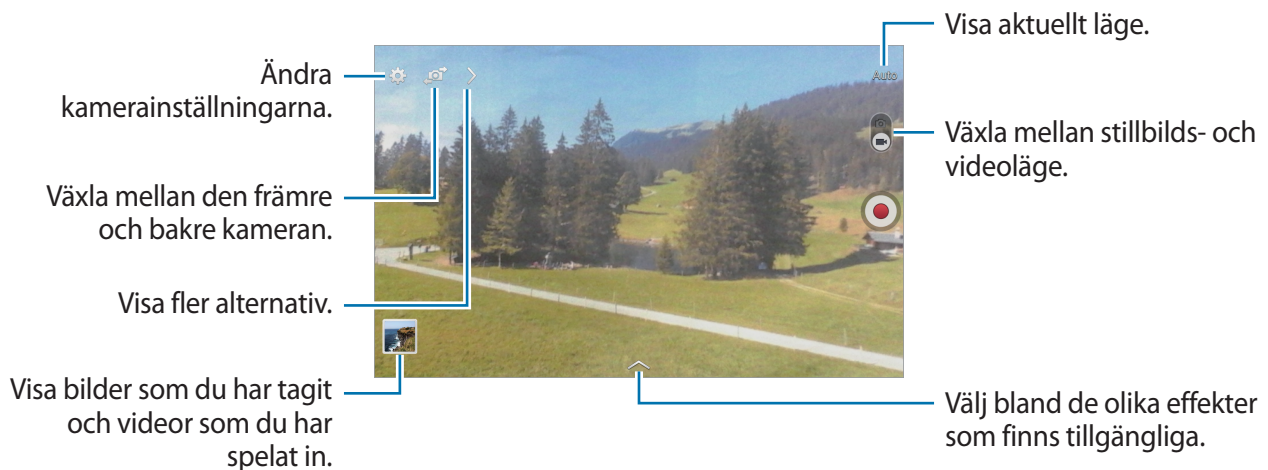 Ändra
kamerainställningarna.
Växla mellan den främre
och bakre kameran.
Visa fler alternativ.
Visa bilder som du har tagit
och videor som du har
spelat in.
Visa aktuellt läge.
Auto
Växla mellan stillbilds- och
videoläge.
Välj bland de olika effekter
som finns tillgängliga.